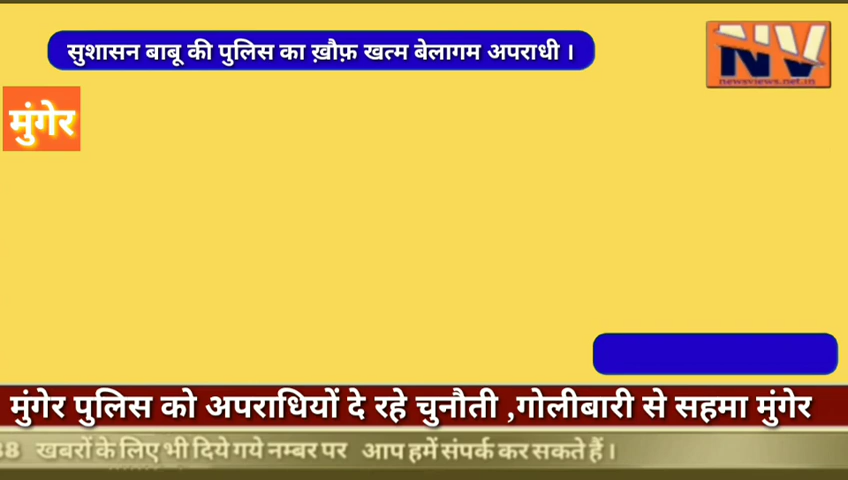 सुशासन बाबू की पुलिस का ख़ौफ़ खत्म बेलागम अपराधी ।
NV
newsviews.net.in
मुंगेर
मुंगेर पुलिस को अपराधियों दे रहे चुनौती ,गोलीबारी से सहमा मुंगेर
38 खबरों के लिए भी दिये गये नम्बर पर आप हमें संपर्क कर सकते हैं ।